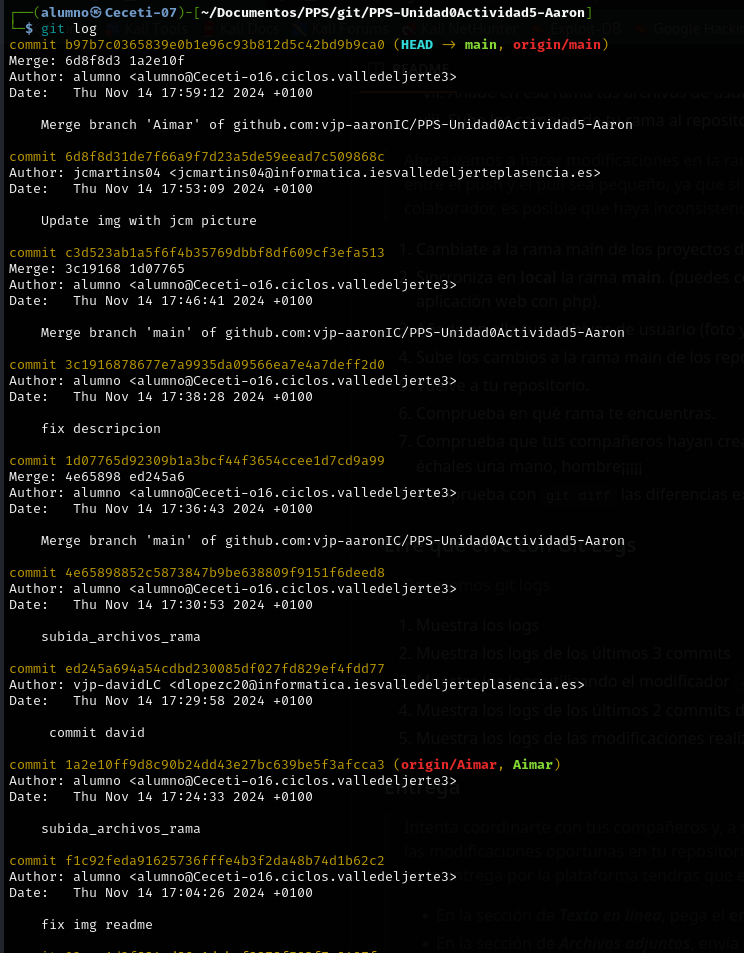 ┌──(alumno㉿Ceceti-07)-[~/Documentos/PPS/git/PPS-Unidad0Actividad5-Aaron]
└─$ git log
commit b97b7c0365839e0b1e96c93b812d5c42bd9b9ca0 (HEAD -> main, origin/main)
Merge: 6d8f8d3 1a2e10f
Author: alumno <alumno@Ceceti-o16.ciclos.valledeljerte3>
Date:   Thu Nov 14 17:59:12 2024 +0100
Merge branch 'Aimar' of github.com:vjp-aaronIC/PPS-Unidad0Actividad5-Aaron
commit 6d8f8d31de7f66a9f7d23a5de59eead7c509868c
Author: jcmartins04 <jcmartins04@informatica.iesvalledeljerteplasencia.es>
Date:   Thu Nov 14 17:53:09 2024 +0100
Update img with jcm picture
commit c3d523ab1a5f6f4b35769dbbf8df609cf3efa513
Merge: 3c19168 1d07765
Author: alumno <alumno@Ceceti-o16.ciclos.valledeljerte3>
Date:   Thu Nov 14 17:46:41 2024 +0100
Merge branch 'main' of github.com:vjp-aaronIC/PPS-Unidad0Actividad5-Aaron
commit 3c1916878677e7a9935da09566ea7e4a7deff2d0
Author: alumno <alumno@Ceceti-o16.ciclos.valledeljerte3>
Date:   Thu Nov 14 17:38:28 2024 +0100
fix descripcion
commit 1d07765d92309b1a3bcf44f3654ccee1d7cd9a99
Merge: 4e65898 ed245a6
Author: alumno <alumno@Ceceti-o16.ciclos.valledeljerte3>
Date:   Thu Nov 14 17:36:43 2024 +0100
Merge branch 'main' of github.com:vjp-aaronIC/PPS-Unidad0Actividad5-Aaron
commit 4e65898852c5873847b9be638809f9151f6deed8
Author: alumno <alumno@Ceceti-o16.ciclos.valledeljerte3>
Date:   Thu Nov 14 17:30:53 2024 +0100
subida_archivos_rama
commit ed245a694a54cdbd230085df027fd829ef4fdd77
Author: vjp-davidLC <dlopezc20@informatica.iesvalledeljerteplasencia.es>
Date:   Thu Nov 14 17:29:58 2024 +0100
commit david
commit 1a2e10ff9d8c90b24dd43e27bc639be5f3afcca3 (origin/Aimar, Aimar)
Author: alumno <alumno@Ceceti-o16.ciclos.valledeljerte3>
Date:   Thu Nov 14 17:24:33 2024 +0100
subida_archivos_rama
commit f1c92feda91625736fffe4b3f2da48b74d1b62c2
Author: alumno <alumno@Ceceti-o16.ciclos.valledeljerte3>
Date:   Thu Nov 14 17:04:26 2024 +0100
fix img readme